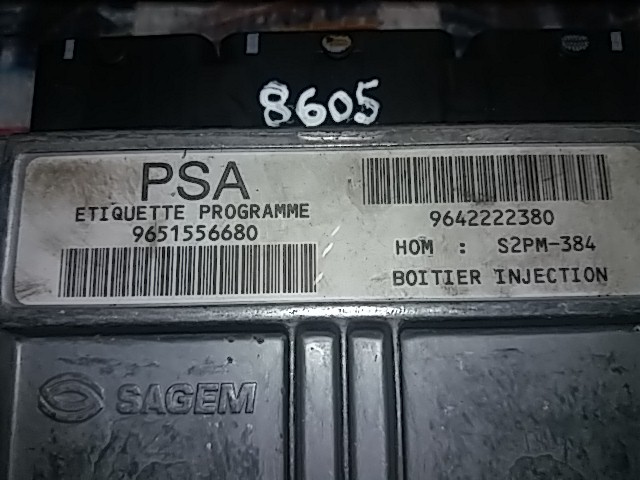 8605
PSA
ETIQUETTE PROGRAMME
9651556680
9642222380
HOM : S2PM-384
BOITIER INJECTION
SAGEM